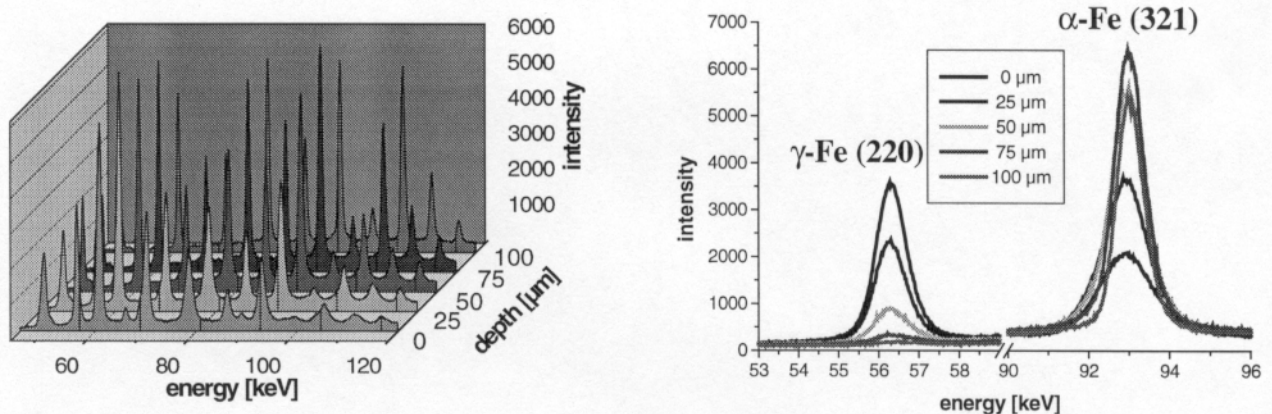 6000
5000
4000
3000
2000
1000
intensity
100
75
50
25
0
depth [µm]
60
80
100
120
energy [keV]
7000
6000
5000
4000
3000
2000
1000
0
intensity
γ-Fe (220)
α-Fe (321)
0 µm
25 µm
50 µm
75 µm
100 µm
53 54 55 56 57 58 90 92 94 96
energy [keV]